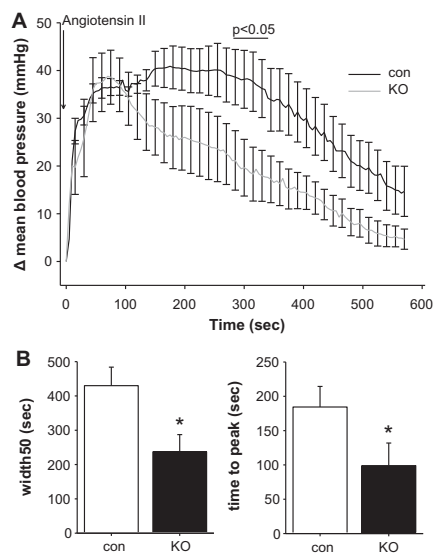 A
Angiotensin II
p<0.05
con
KO
Δ mean blood pressure (mmHg)
50
40
30
20
10
0
0 100 200 300 400 500 600
Time (sec)
B
width50 (sec)
500
400
300
200
100
0
*
con KO
time to peak (sec)
250
200
150
100
50
0
*
con KO